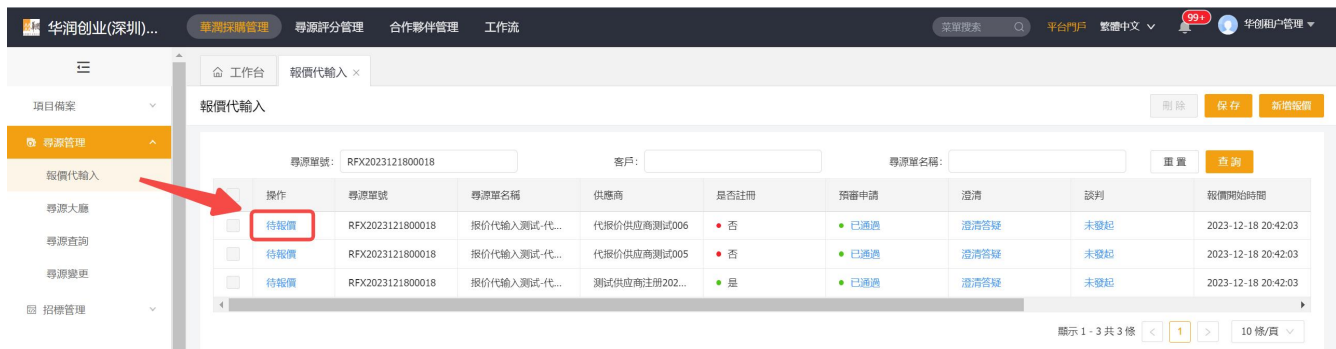 华润创业(深圳)... 華潤採購管理 尋源評分管理 合作夥伴管理 工作流 菜單搜索 平台門戶 繁體中文 99+ 华创租户管理
工作台 報價代輸入 ×
項目備案
報價代輸入 刪除 保存 新增報價
尋源管理
報價代輸入
尋源單號: RFX2023121800018 客戶: 尋源單名稱: 重置 查詢
操作 尋源單號 尋源單名稱 供應商 是否註冊 預審申請 澄清 談判 報價開始時間
尋源大廳
待報價 RFX2023121800018 报价代输入测试-代... 代报价供应商测试006 否 已通過 澄清答疑 未發起 2023-12-18 20:42:03
尋源查詢
待報價 RFX2023121800018 报价代输入测试-代... 代报价供应商测试005 否 已通過 澄清答疑 未發起 2023-12-18 20:42:03
尋源變更
待報價 RFX2023121800018 报价代输入测试-代... 测试供应商注册202... 是 已通過 澄清答疑 未發起 2023-12-18 20:42:03
招標管理
顯示 1 - 3 共 3 條 < 1 > 10 條/頁